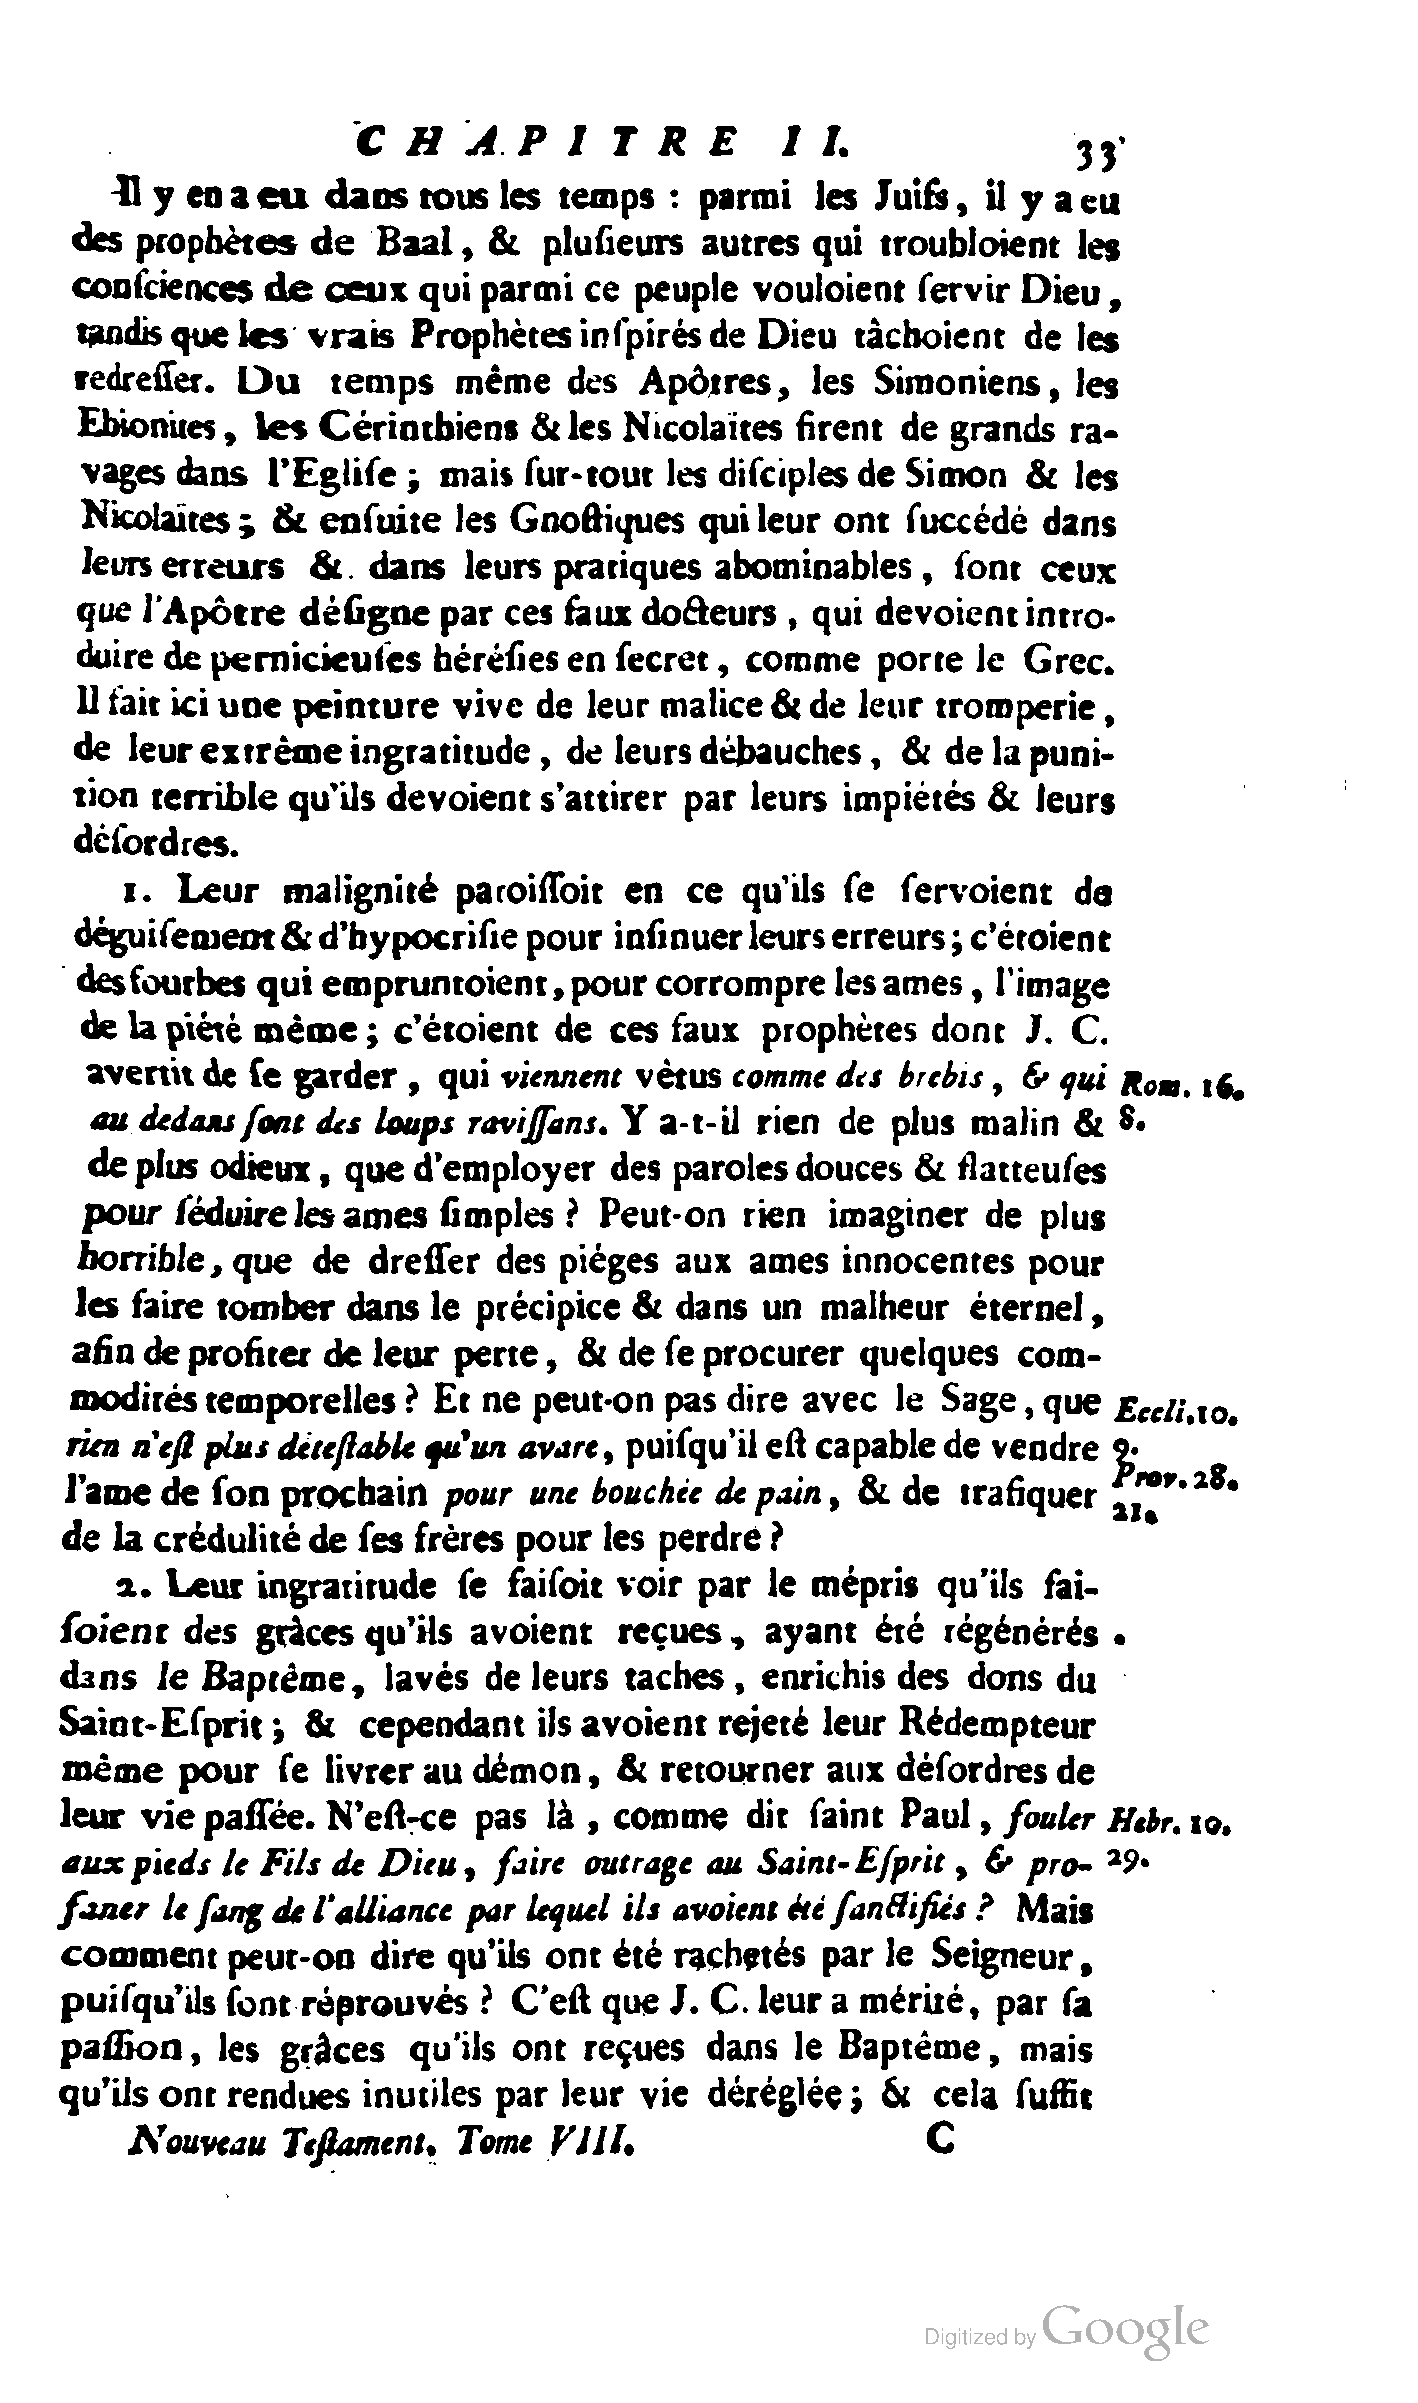 CHAPITRE II. 33
Il y en a eu dans tous les temps : parmi les Juifs, il y a eu
des prophètes de Baal, & pluſieurs autres qui troubloient les
conſciences de ceux qui parmi ce peuple vouloient ſervir Dieu,
tandis que les vrais Prophètes inſpirés de Dieu tâchoient de les
redreſſer. Du temps même des Apôtres, les Simoniens, les
Ebionites, les Cérinthiens & les Nicolaïtes firent de grands ra-
vages dans l'Egliſe ; mais ſur-tout les diſciples de Simon & les
Nicolaïtes ; & enſuite les Gnoſtiques qui leur ont ſuccédé dans
leurs erreurs & dans leurs pratiques abominables, ſont ceux
que l'Apôtre déſigne par ces faux docteurs, qui devoient intro-
duire de pernicieuſes héréſies en ſecret, comme porte le Grec.
Il fait ici une peinture vive de leur malice & de leur tromperie,
de leur extrême ingratitude, de leurs débauches, & de la puni-
tion terrible qu'ils devoient s'attirer par leurs impiétés & leurs
déſordres.
1. Leur malignité paroiſſoit en ce qu'ils ſe ſervoient de
déguiſement & d'hypocriſie pour inſinuer leurs erreurs ; c'étoient
des fourbes qui empruntoient, pour corrompre les ames, l'image
de la piété même ; c'étoient de ces faux prophètes dont J. C.
avertit de ſe garder, qui viennent vêtus comme des brebis, & qui Rom. 16.
au dedans ſont des loups raviſſans. Y a-t-il rien de plus malin & 8.
de plus odieux, que d'employer des paroles douces & flatteuſes
pour ſéduire les ames ſimples ? Peut-on rien imaginer de plus
horrible, que de dreſſer des piéges aux ames innocentes pour
les faire tomber dans le précipice & dans un malheur éternel,
afin de profiter de leur perte, & de ſe procurer quelques com-
modités temporelles ? Et ne peut-on pas dire avec le Sage, que Eccli. 10.
rien n'eſt plus déteſtable qu'un avare, puiſqu'il eſt capable de vendre 9.
l'ame de ſon prochain pour une bouchée de pain, & de trafiquer Prov. 28.
de la crédulité de ſes frères pour les perdre ? 21.
2. Leur ingratitude ſe faiſoit voir par le mépris qu'ils fai-
ſoient des grâces qu'ils avoient reçues, ayant été régénérés
dans le Baptême, lavés de leurs taches, enrichis des dons du
Saint-Eſprit ; & cependant ils avoient rejeté leur Rédempteur
même pour ſe livrer au démon, & retourner aux déſordres de
leur vie paſſée. N'eſt-ce pas là, comme dit ſaint Paul, fouler Hebr. 10.
aux pieds le Fils de Dieu, faire outrage au Saint-Eſprit, & pro- 29.
faner le ſang de l'alliance par lequel ils avoient été ſanctifiés ? Mais
comment peut-on dire qu'ils ont été rachetés par le Seigneur,
puiſqu'ils ſont réprouvés ? C'eſt que J. C. leur a mérité, par ſa
paſſion, les grâces qu'ils ont reçues dans le Baptême, mais
qu'ils ont rendues inutiles par leur vie déréglée ; & cela ſuffit
Nouveau Teſtament. Tome VIII. C
Digitized by Google